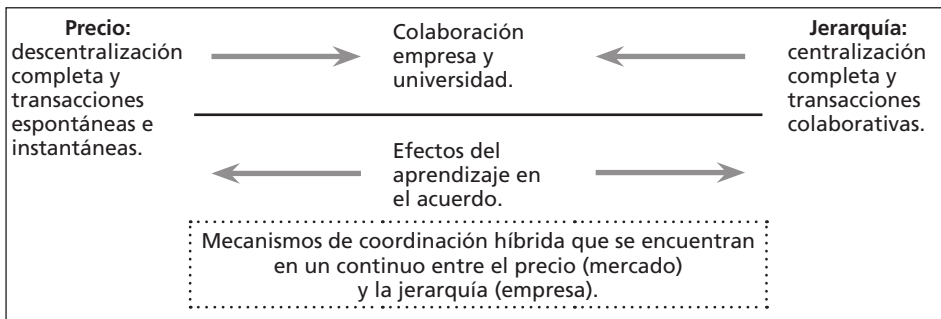 Precio:
descentralización
completa y
transacciones
espontáneas e
instantáneas.
Colaboración
empresa y
universidad.
Jerarquía:
centralización
completa y
transacciones
colaborativas.
Efectos del
aprendizaje en
el acuerdo.
Mecanismos de coordinación híbrida que se encuentran
en un continuo entre el precio (mercado)
y la jerarquía (empresa).